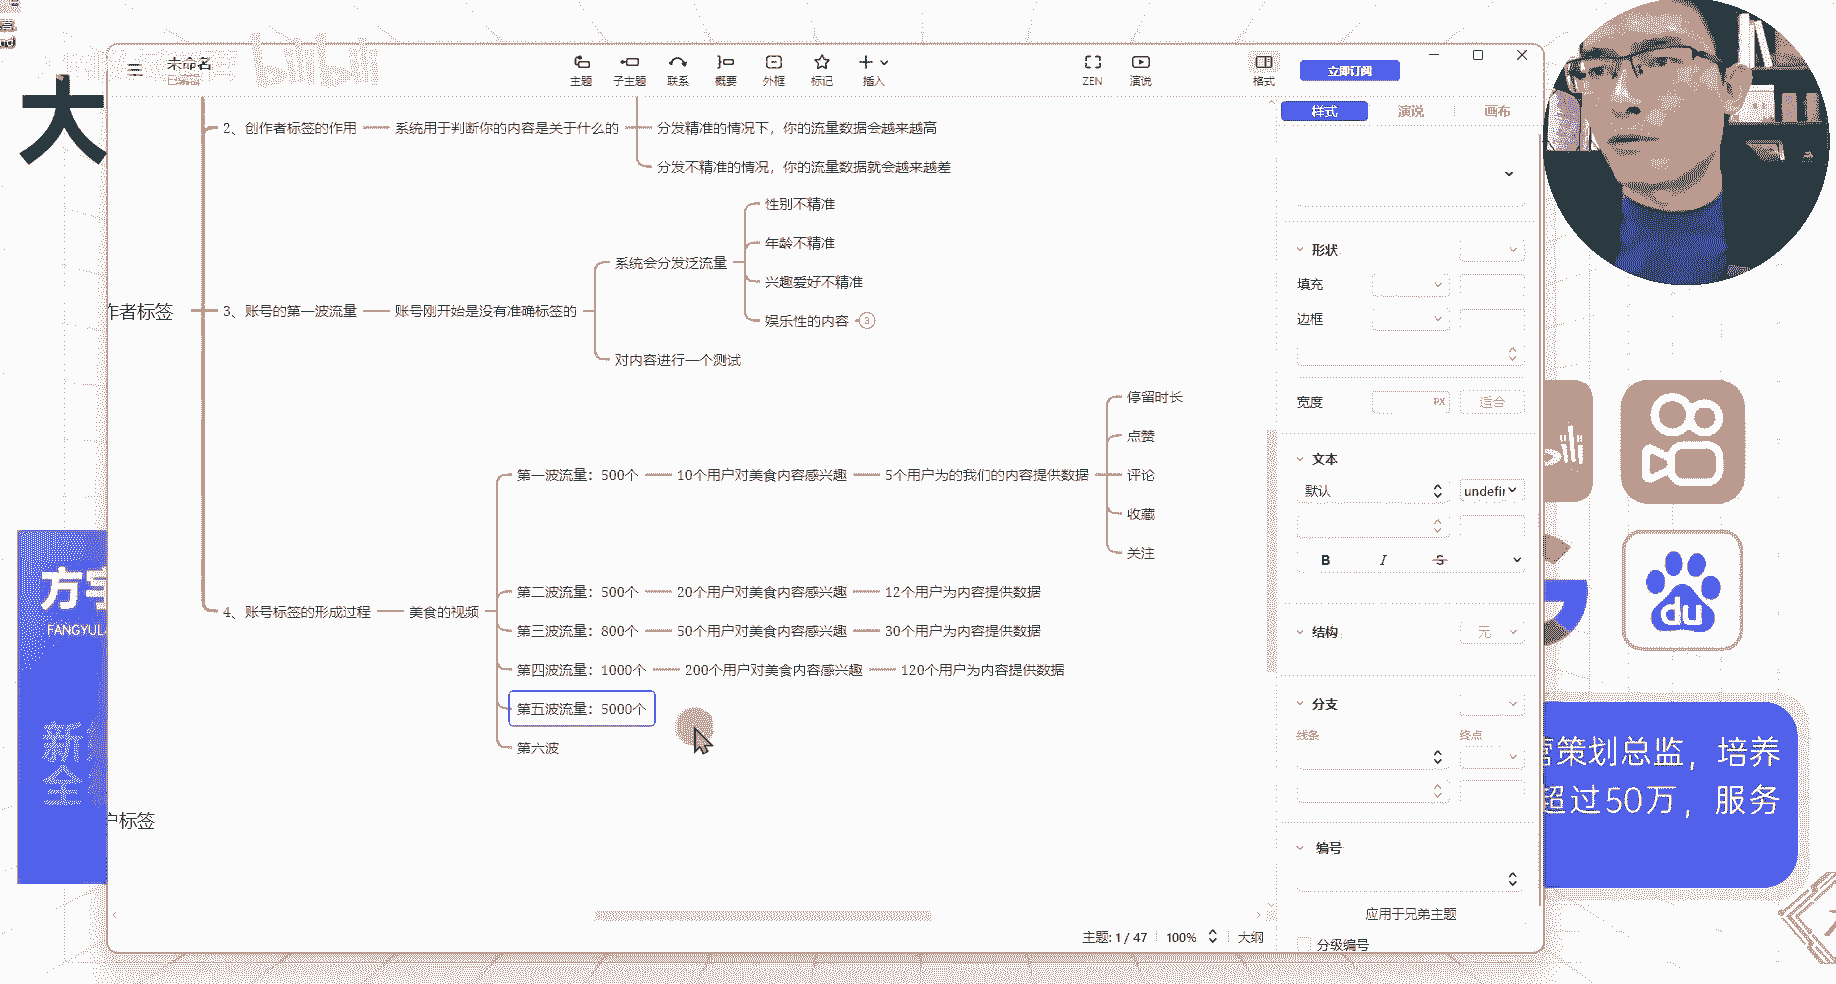 大
未命名
已编辑
bilibili
主题
子主题
联系
概要
外框
标记
插入
ZEN
演说
格式
立即订阅
样式
演说
画布
2、创作者标签的作用
系统用于判断你的内容是关于什么的
分发精准的情况下，你的流量数据会越来越高
分发不精准的情况，你的流量数据就会越来越差
作者标签
3、账号的第一波流量
账号刚开始是没有准确标签的
系统会分发泛流量
性别不精准
年龄不精准
兴趣爱好不精准
娱乐性的内容
3
对内容进行一个测试
4、账号标签的形成过程
美食的视频
第一波流量：500个
10个用户对美食内容感兴趣
5个用户为的我们的内容提供数据
停留时长
点赞
评论
收藏
关注
第二波流量：500个
20个用户对美食内容感兴趣
12个用户为内容提供数据
第三波流量：800个
50个用户对美食内容感兴趣
30个用户为内容提供数据
第四波流量：1000个
200个用户对美食内容感兴趣
120个用户为内容提供数据
第五波流量：5000个
第六波
户标签
形状
填充
边框
宽度
PX
适合
文本
默认
undefir
B
I
S
结构
元
分支
线条
终点
编号
应用于兄弟主题
分级编号
主题: 1 / 47
100%
大纲
方宇
FANGYUL
新
全
du
营策划总监，培养
超过50万，服务